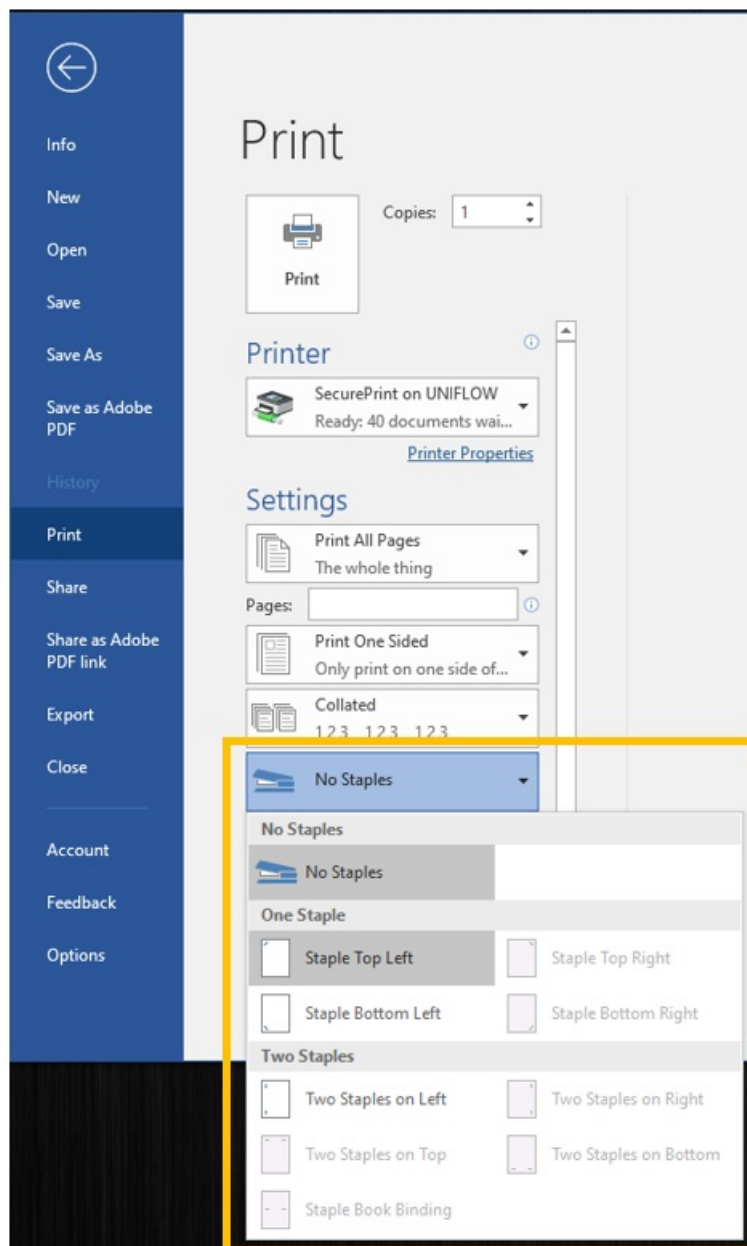 Info
New
Open
Save
Save As
Save as Adobe
PDF
History
Print
Share
Share as Adobe
PDF link
Export
Close
Account
Feedback
Options
Print
Copies: 1
Print
Printer
SecurePrint on UNIFLOW
Ready: 40 documents wai...
Printer Properties
Settings
Print All Pages
The whole thing
Pages:
Print One Sided
Only print on one side of...
Collated
1,2,3 1,2,3 1,2,3
No Staples
No Staples
No Staples
One Staple
Staple Top Left Staple Top Right
Staple Bottom Left Staple Bottom Right
Two Staples
Two Staples on Left Two Staples on Right
Two Staples on Top Two Staples on Bottom
Staple Book Binding